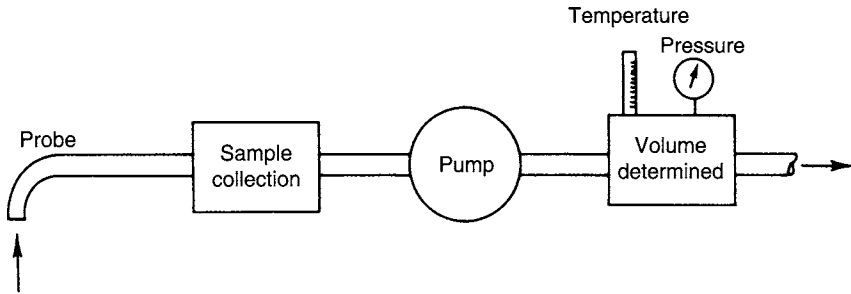 Temperature
Pressure
Probe
Sample
collection
Pump
Volume
determined